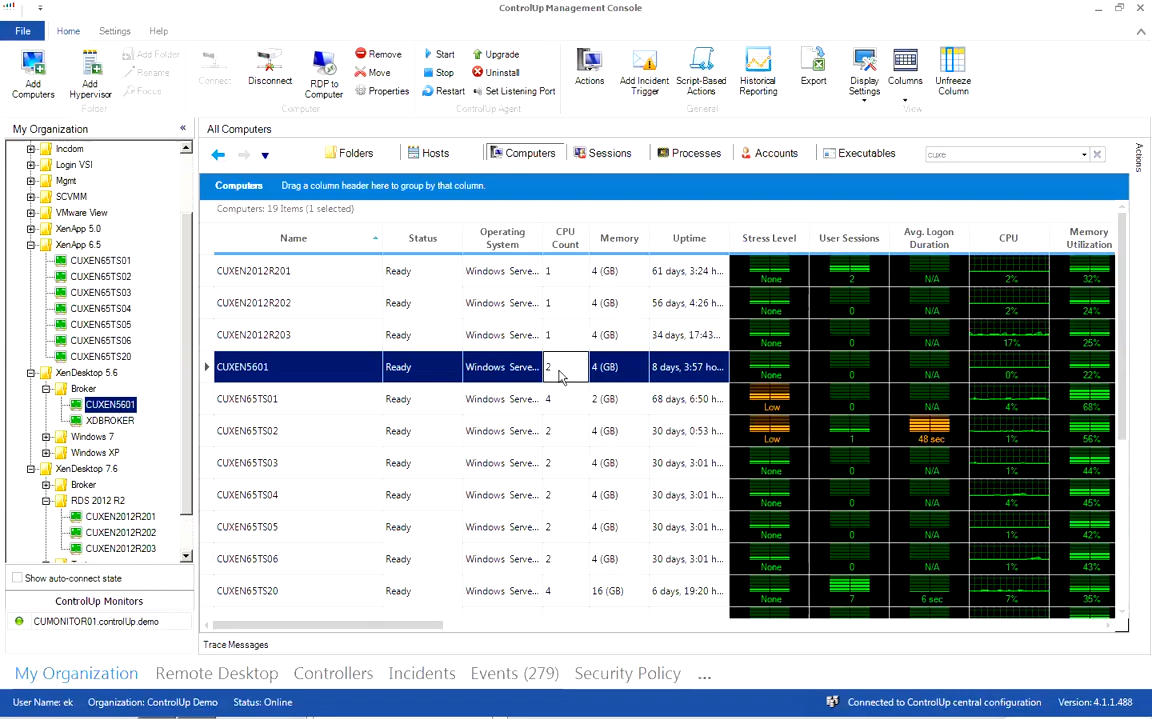 ControlUp Management Console
File Home Settings Help
Add Computers
Add Hypervisor
Add Folder
Rename
Focus
Folder
Connect
Disconnect
RDP to Computer
Remove
Move
Properties
Computer
Start
Stop
Restart
Upgrade
Uninstall
Set Listening Port
ControlUp Agent
Actions
Add Incident Trigger
Script-Based Actions
Historical Reporting
General
Export
Display Settings
Columns
Unfreeze Column
View
My Organization «
Incdom
Login VSI
Mgmt
SCVMM
VMware View
XenApp 5.0
XenApp 6.5
CUXEN65TS01
CUXEN65TS02
CUXEN65TS03
CUXEN65TS04
CUXEN65TS05
CUXEN65TS06
CUXEN65TS20
XenDesktop 5.6
Broker
CUXEN5601
XDBROKER
Windows 7
Windows XP
XenDesktop 7.6
Broker
RDS 2012 R2
CUXEN2012R201
CUXEN2012R202
CUXEN2012R203
Show auto-connect state
ControlUp Monitors
CUMONITOR01.controlUp.demo
All Computers
Folders Hosts Computers Sessions Processes Accounts Executables cuxe
Actions
Computers Drag a column header here to group by that column.
Computers: 19 Items (1 selected)
Name Status Operating System CPU Count Memory Uptime Stress Level User Sessions Avg. Logon Duration CPU Memory Utilization
CUXEN2012R201 Ready Windows Serve... 1 4 (GB) 61 days, 3:24 h... None 2 N/A 2% 32%
CUXEN2012R202 Ready Windows Serve... 1 4 (GB) 56 days, 4:26 h... None 0 N/A 2% 24%
CUXEN2012R203 Ready Windows Serve... 1 4 (GB) 34 days, 17:43... None 0 N/A 17% 25%
CUXEN5601 Ready Windows Serve... 2 4 (GB) 8 days, 3:57 ho... None 0 N/A 0% 22%
CUXEN65TS01 Ready Windows Serve... 4 2 (GB) 68 days, 6:50 h... Low 0 N/A 4% 68%
CUXEN65TS02 Ready Windows Serve... 2 4 (GB) 30 days, 0:53 h... Low 1 48 sec 1% 56%
CUXEN65TS03 Ready Windows Serve... 2 4 (GB) 30 days, 3:01 h... None 0 N/A 1% 44%
CUXEN65TS04 Ready Windows Serve... 2 4 (GB) 30 days, 3:01 h... None 0 N/A 4% 45%
CUXEN65TS05 Ready Windows Serve... 2 4 (GB) 30 days, 3:01 h... None 0 N/A 1% 42%
CUXEN65TS06 Ready Windows Serve... 2 4 (GB) 30 days, 3:01 h... None 0 N/A 1% 43%
CUXEN65TS20 Ready Windows Serve... 4 16 (GB) 6 days, 19:20 h... None 7 6 sec 7% 35%
Trace Messages
My Organization Remote Desktop Controllers Incidents Events (279) Security Policy ...
User Name: ek Organization: ControlUp Demo Status: Online Connected to ControlUp central configuration Version: 4.1.1.488